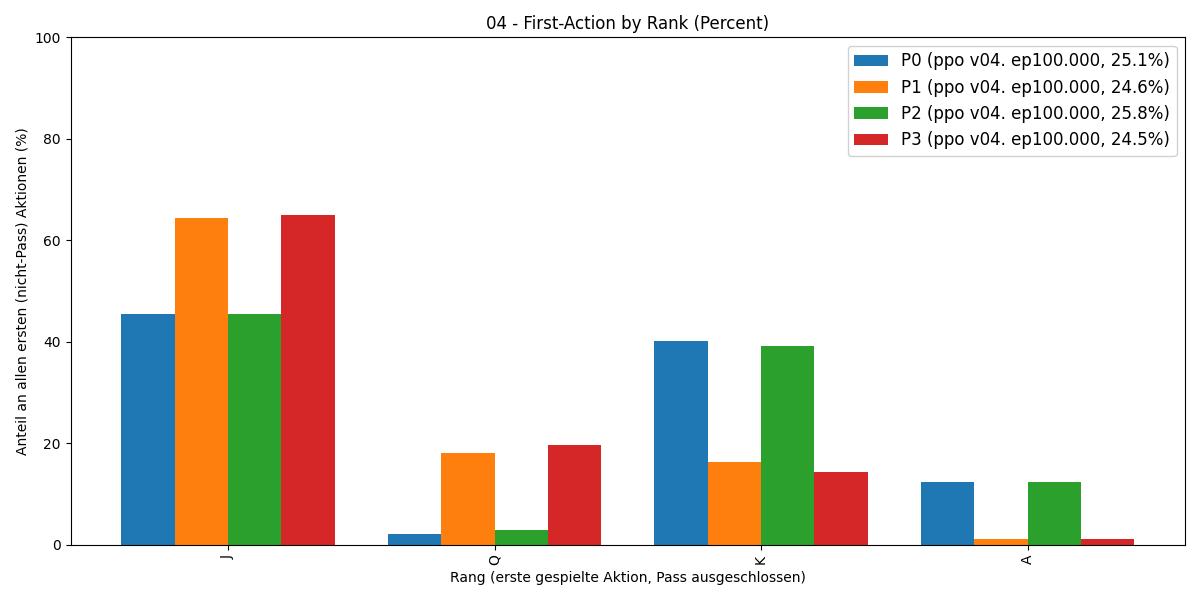 04 - First-Action by Rank (Percent)
Anteil an allen ersten (nicht-Pass) Aktionen (%)
100
80
60
40
20
0
P0 (ppo v04. ep100.000, 25.1%)
P1 (ppo v04. ep100.000, 24.6%)
P2 (ppo v04. ep100.000, 25.8%)
P3 (ppo v04. ep100.000, 24.5%)
J
Q
K
A
Rang (erste gespielte Aktion, Pass ausgeschlossen)